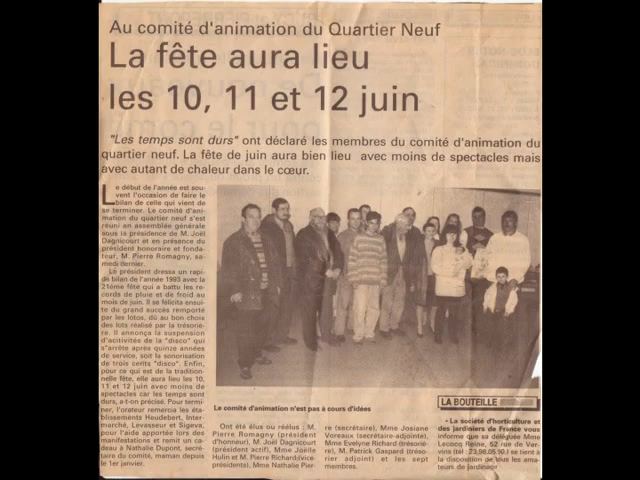 Au comité d'animation du Quartier Neuf
La fête aura lieu
les 10, 11 et 12 juin
"Les temps sont durs" ont déclaré les membres du comité d'animation du
quartier neuf. La fête de juin aura bien lieu avec moins de spectacles mais
avec autant de chaleur dans le cœur.
Le début de l'année est sou-
vent l'occasion de faire le
bilan de celle qui vient de
se terminer. Le comité d'ani-
mation du quartier neuf s'est
réuni en assemblée générale
sous la présidence de M. Joël
Dagnicourt et en présence du
président honoraire et fonda-
teur, M. Pierre Romagny, sa-
medi dernier.
Le président dressa un rapi-
de bilan de l'année 1993 avec la
21ème fête qui a battu les re-
cords de pluie et de froid au
mois de juin. Il se félicita ensui-
te du grand succès remporté
par les lotos, dû au bon choix
des lots réalisé par la trésoriè-
re. Il annonça la suspension
d'acitivités de la "disco" qui
s'arrête après quinze années
de service, soit la sonorisation
de trois cents "disco". Enfin,
pour ce qui est de la tradition-
nelle fête, elle aura lieu les 10,
11 et 12 juin avec moins de
spectacles car les temps sont
durs, a-t-on précisé. Pour termi-
ner, l'orateur remercia les éta-
blissements Heudebert, Inter-
marché, Levasseur et Sigeva,
pour l'aide apportée lors des
manifestations et remit un ca-
deau à Nathalie Dupont, secré-
taire du comité, maman depuis
le 1er janvier.
Le comité d'animation n'est pas à cours d'idées
Ont été élus ou réélus : M.
Pierre Romagny (président
d'honneur), M. Joël Dagnicourt
(président actif), Mme Joëlle
Hulin et M. Pierre Richard (vice-
présidents), Mme Nathalie Pier-
re (secrétaire), Mme Josiane
Voreaux (secrétaire-adjointe),
Mme Evelyne Richard (trésoriè-
re), M. Patrick Gaspard (tréso-
rier adjoint) et les sept
membres.
LA BOUTEILLE
• La société d'horticulture et
des jardiniers de France vous
informe que sa déléguée Mme
Lecocq Reine, 52 rue de Ver-
vins (tél : 23.98.05.90) se tient à
la disposition de tous les ama-
teurs de jardinage